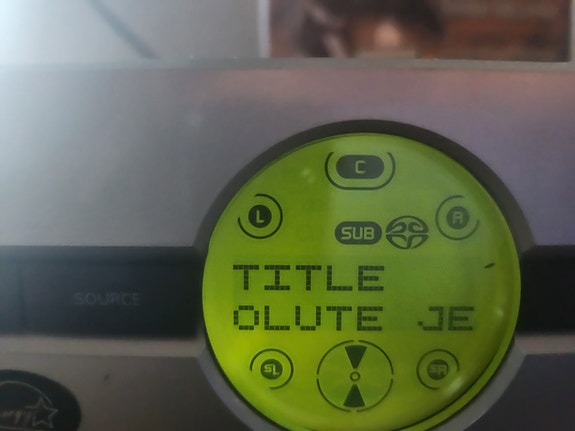 C
L R
SUB
TITLE
SOURCE
OLUTE JE
SL SR